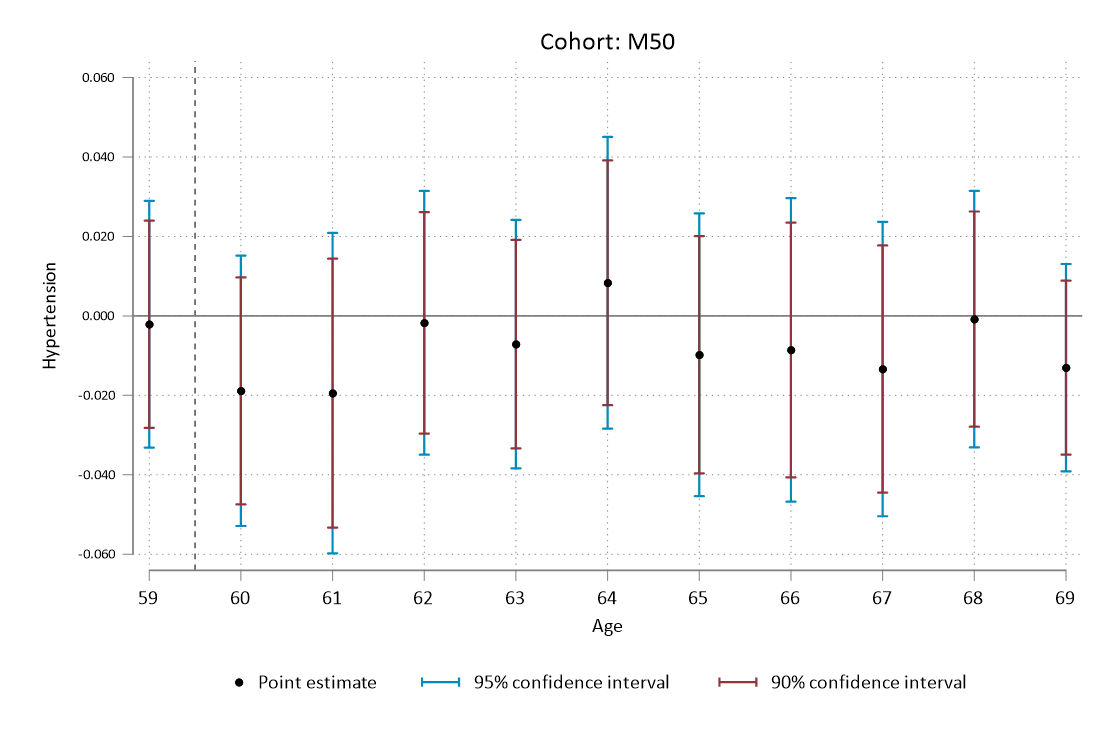 Cohort: M50
0.060
0.040
0.020
0.000
-0.020
-0.040
-0.060
Hypertension
59 60 61 62 63 64 65 66 67 68 69
Age
Point estimate 95% confidence interval 90% confidence interval